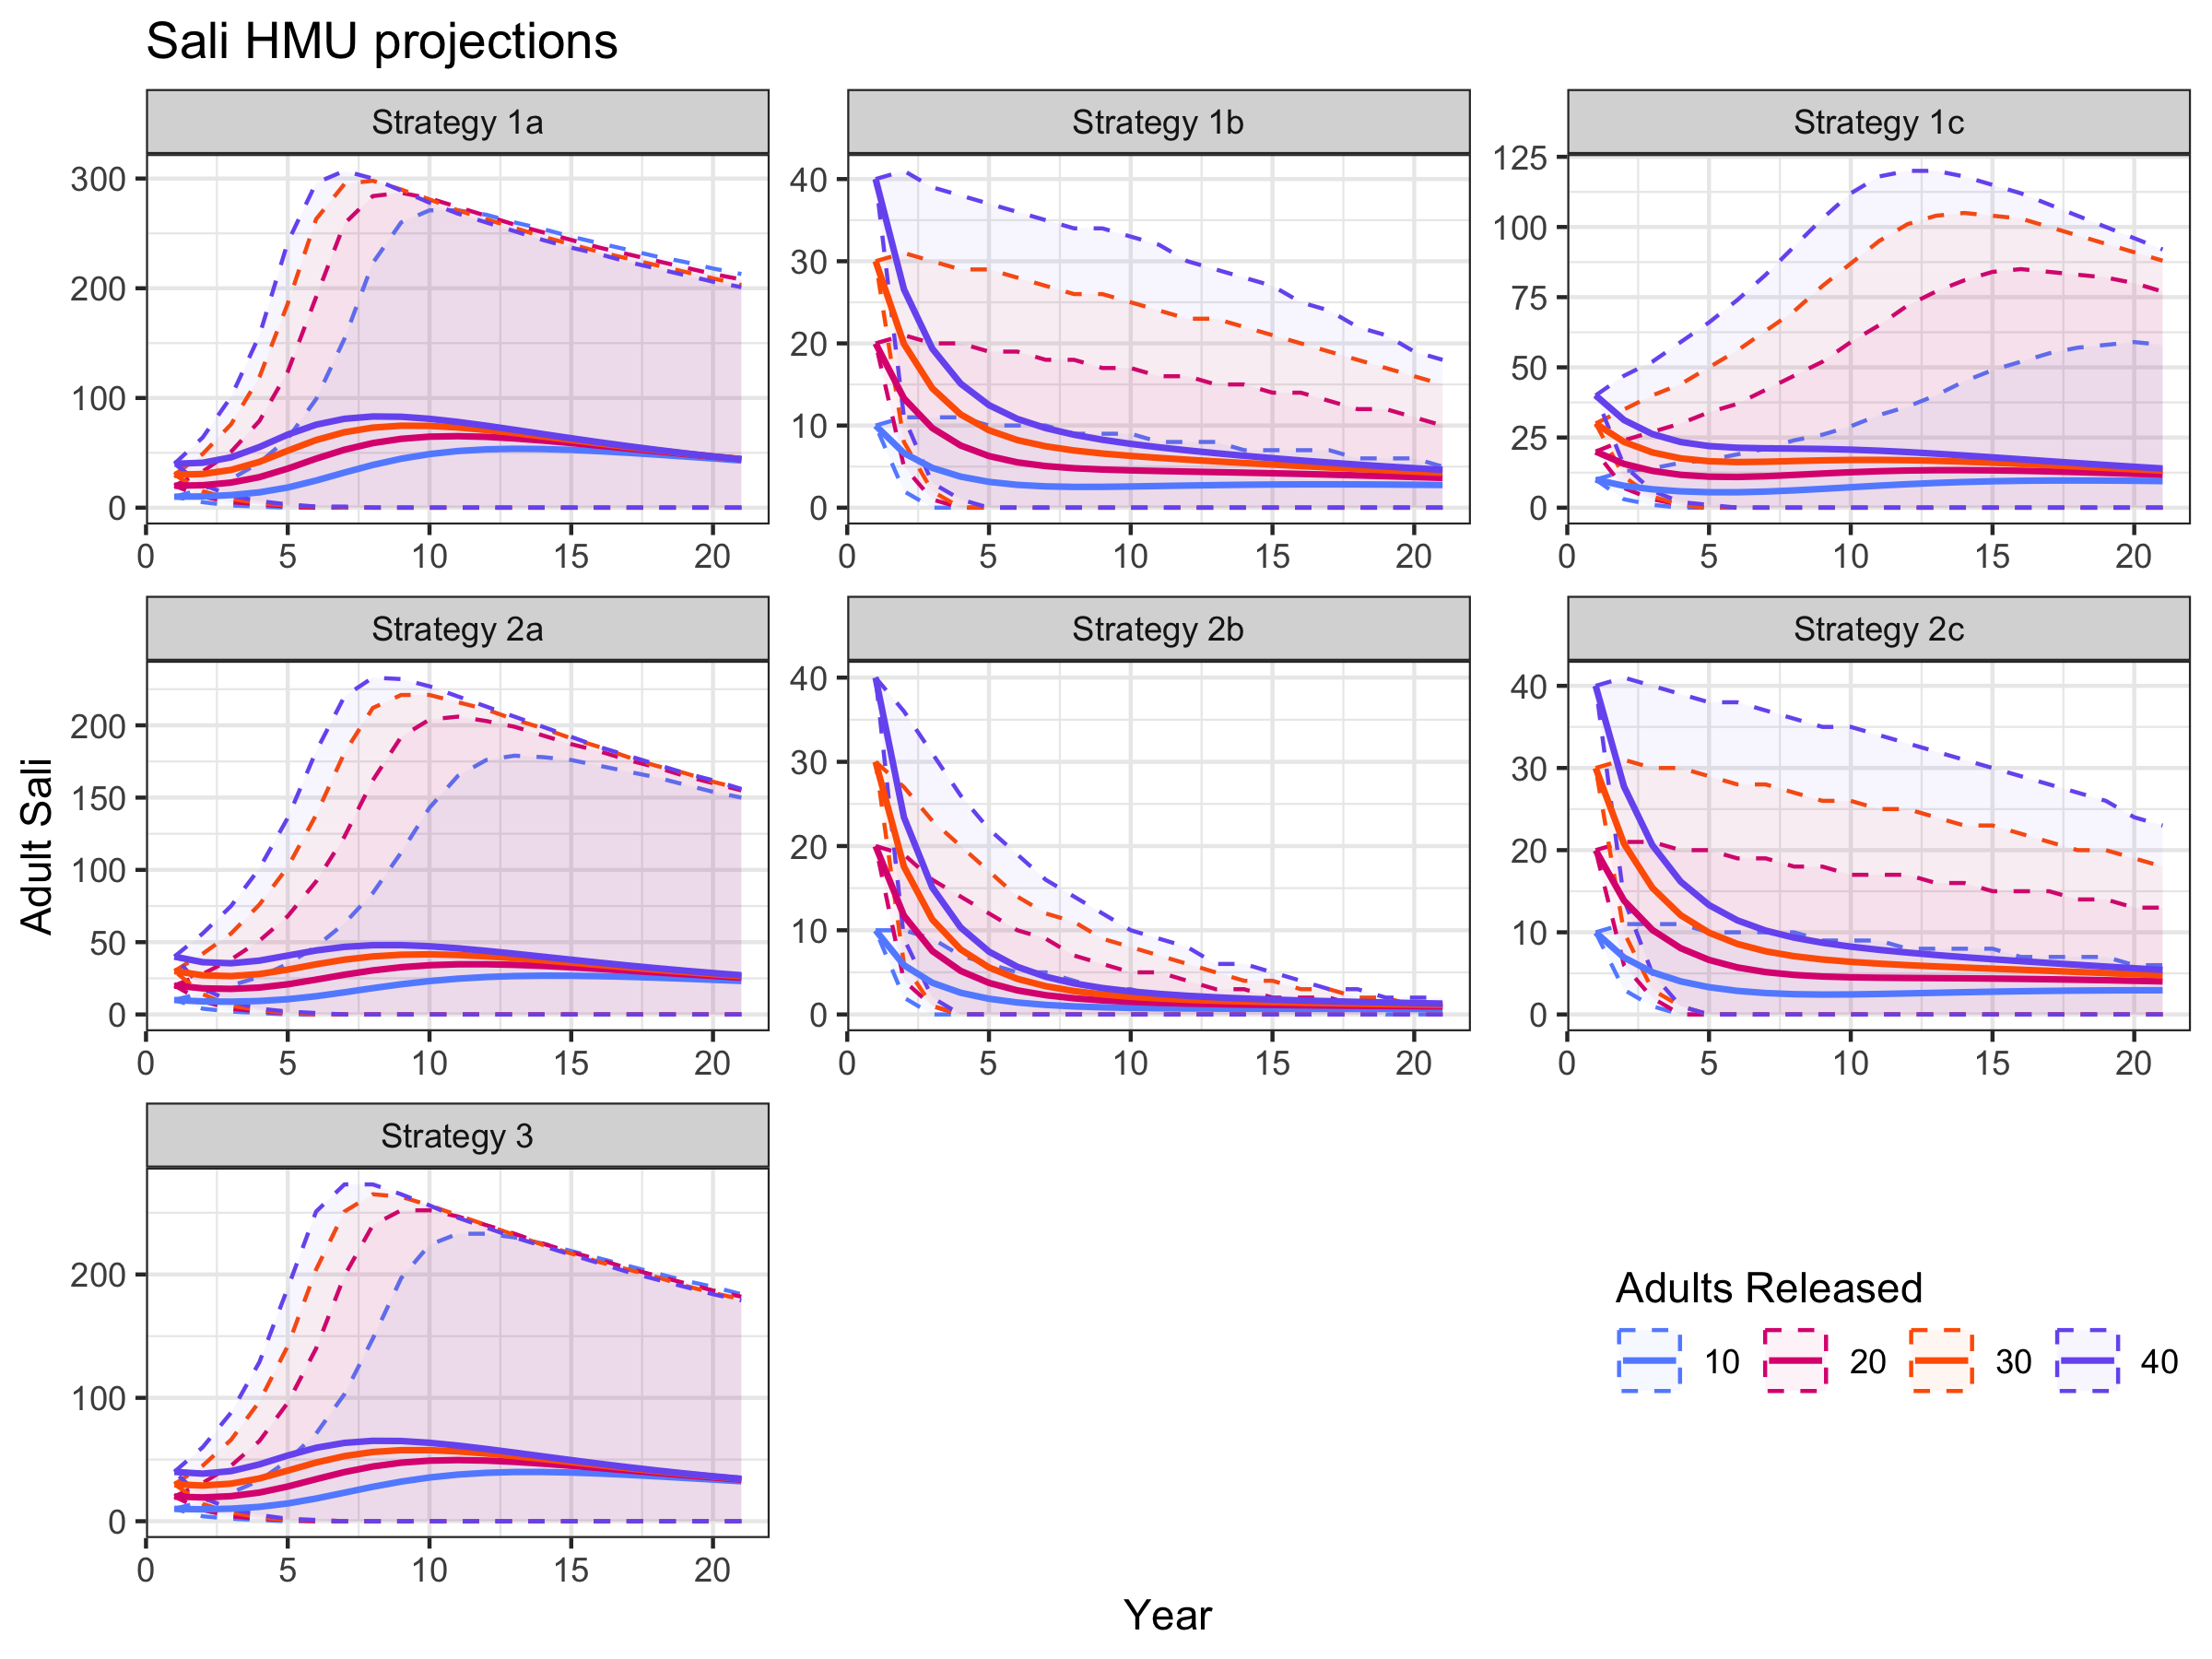 Sali HMU projections
Strategy 1a
Strategy 1b
Strategy 1c
300
200
100
0
0 5 10 15 20
40
30
20
10
0
0 5 10 15 20
125
100
75
50
25
0
0 5 10 15 20
Adult Sali
Strategy 2a
Strategy 2b
Strategy 2c
200
150
100
50
0
0 5 10 15 20
40
30
20
10
0
0 5 10 15 20
40
30
20
10
0
0 5 10 15 20
Strategy 3
200
100
0
0 5 10 15 20
Adults Released
10 20 30 40
Year